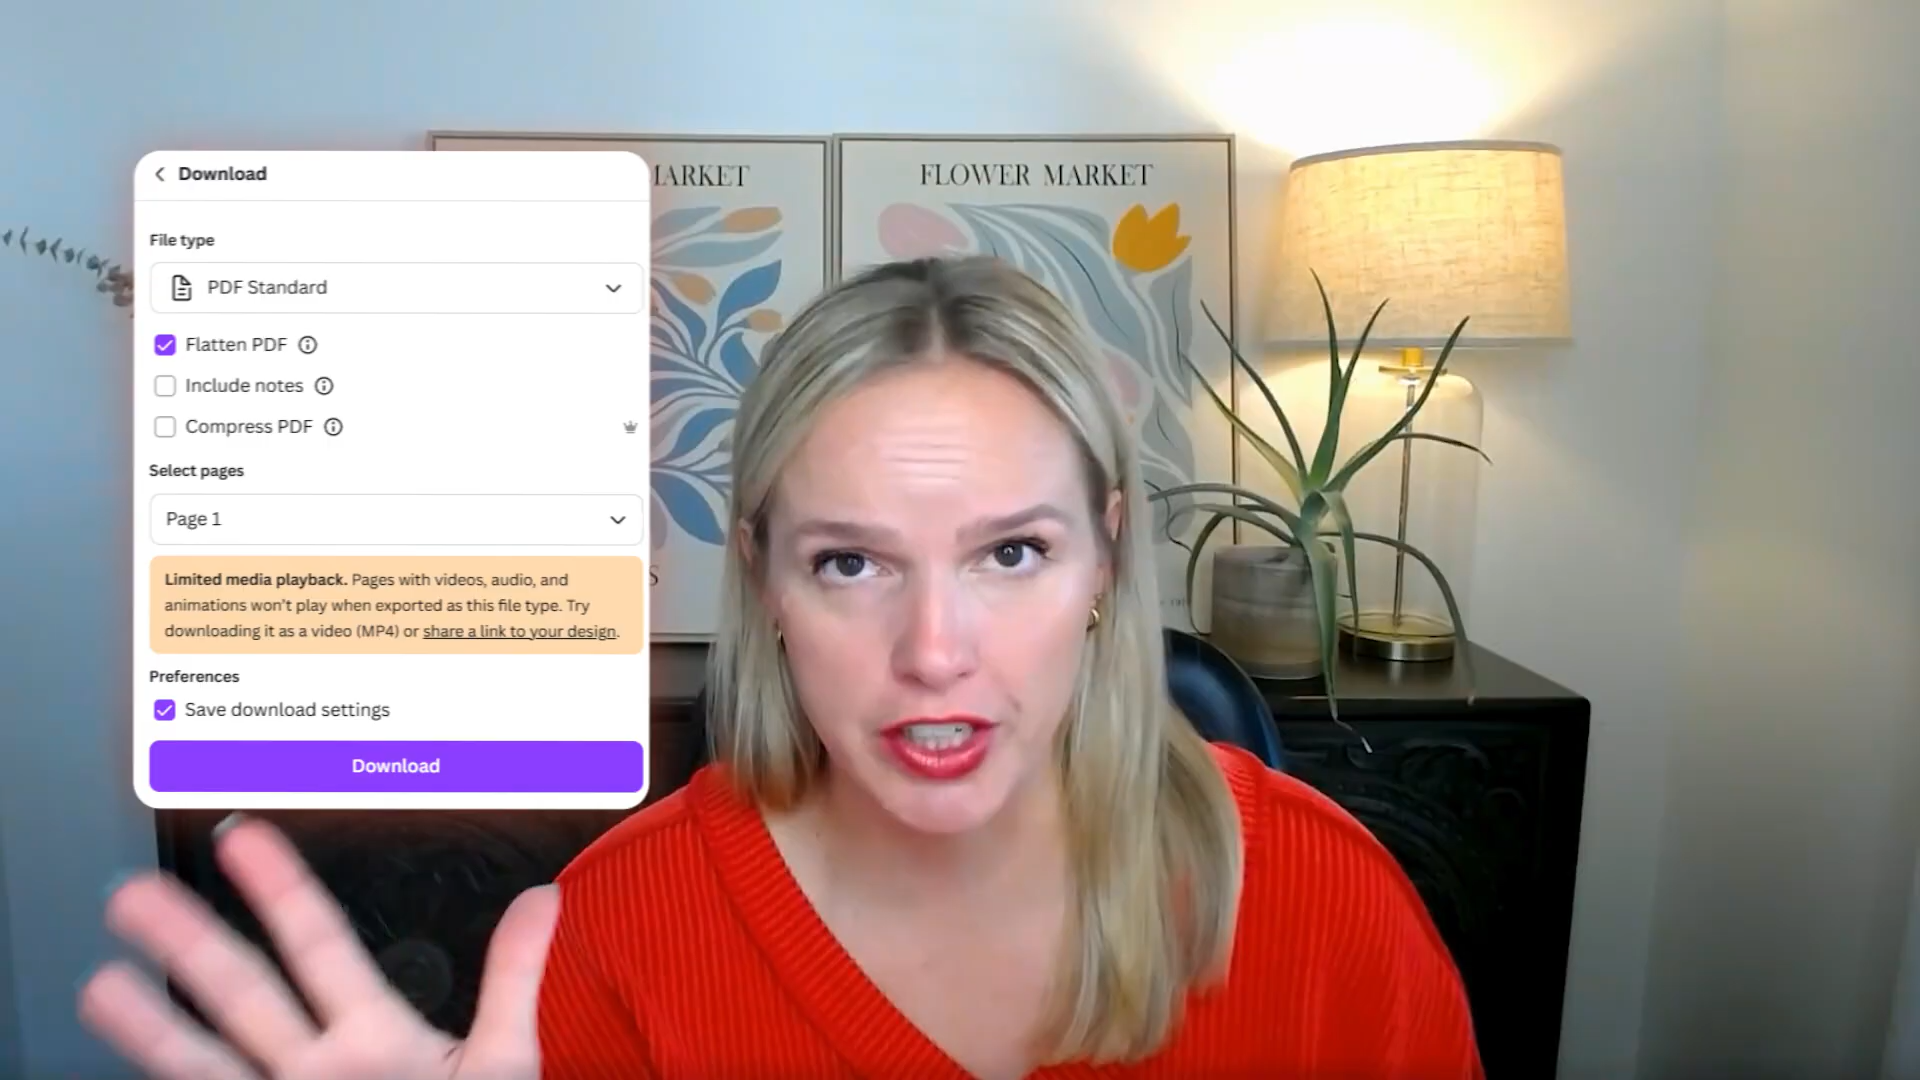 Download
File type
PDF Standard
Flatten PDF
Include notes
Compress PDF
Select pages
Page 1
Limited media playback. Pages with videos, audio, and
animations won't play when exported as this file type. Try
downloading it as a video (MP4) or share a link to your design.
Preferences
Save download settings
Download
MARKET
FLOWER MARKET